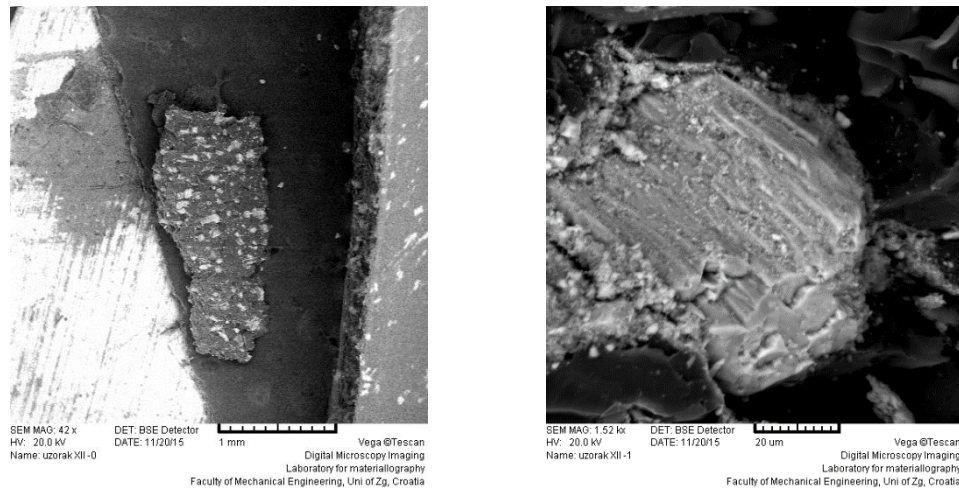 SEM MAG: 42 x DET: BSE Detector
HV: 20.0 kV DATE: 11/20/15 1 mm Vega ©Tescan
Name: uzorak XII -0 Digital Microscopy Imaging
Laboratory for materiallography
Faculty of Mechanical Engineering, Uni of Zg, Croatia
SEM MAG: 1.52 kx DET: BSE Detector
HV: 20.0 kV DATE: 11/20/15 20 um Vega ©Tescan
Name: uzorak XII -1 Digital Microscopy Imaging
Laboratory for materiallography
Faculty of Mechanical Engineering, Uni of Zg, Croatia